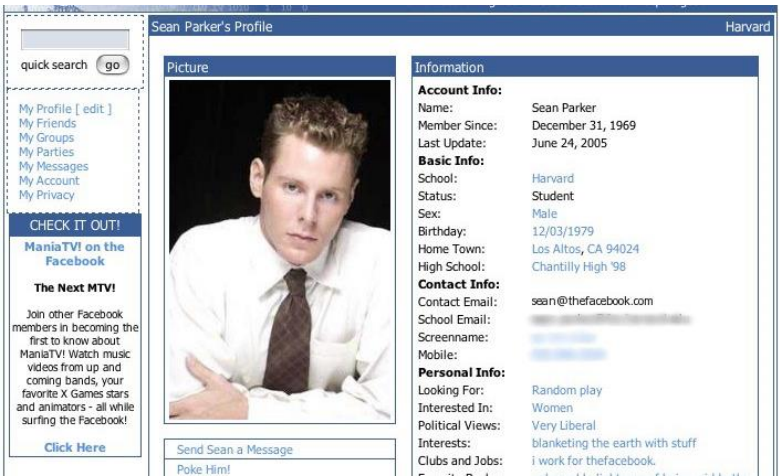 Sean Parker's Profile
Harvard
quick search go
My Profile [ edit ]
My Friends
My Groups
My Parties
My Messages
My Account
My Privacy
CHECK IT OUT!
ManiaTV! on the
Facebook
The Next MTV!
Join other Facebook
members in becoming the
first to know about
ManiaTV! Watch music
videos from up and
coming bands, your
favorite X Games stars
and animators - all while
surfing the Facebook!
Click Here
Picture
Send Sean a Message
Poke Him!
Information
Account Info:
Name: Sean Parker
Member Since: December 31, 1969
Last Update: June 24, 2005
Basic Info:
School: Harvard
Status: Student
Sex: Male
Birthday: 12/03/1979
Home Town: Los Altos, CA 94024
High School: Chantilly High '98
Contact Info:
Contact Email: sean@thefacebook.com
School Email:
Screenname:
Mobile:
Personal Info:
Looking For: Random play
Interested In: Women
Political Views: Very Liberal
Interests: blanketing the earth with stuff
Clubs and Jobs: i work for thefacebook.